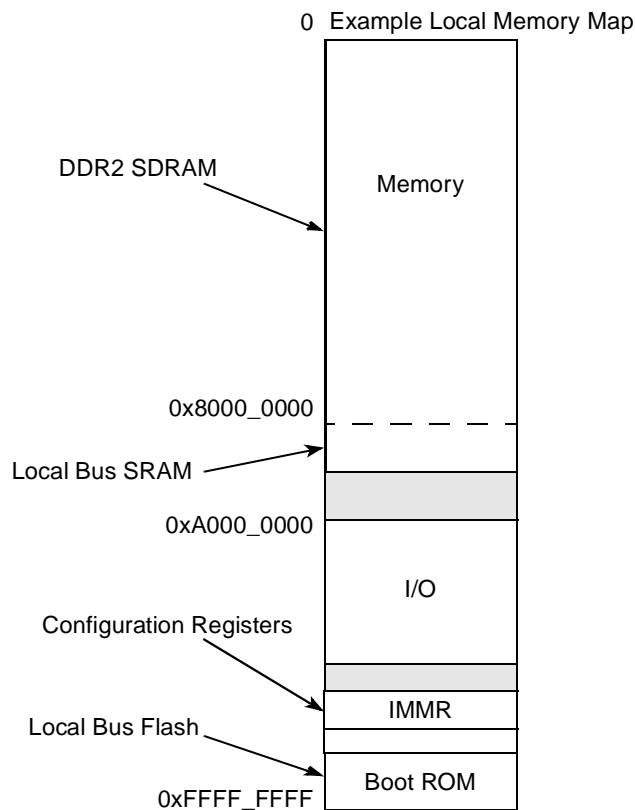 0 Example Local Memory Map
DDR2 SDRAM
Memory
0x8000_0000
Local Bus SRAM
0xA000_0000
I/O
Configuration Registers
IMMR
Local Bus Flash
Boot ROM
0xFFFF_FFFF